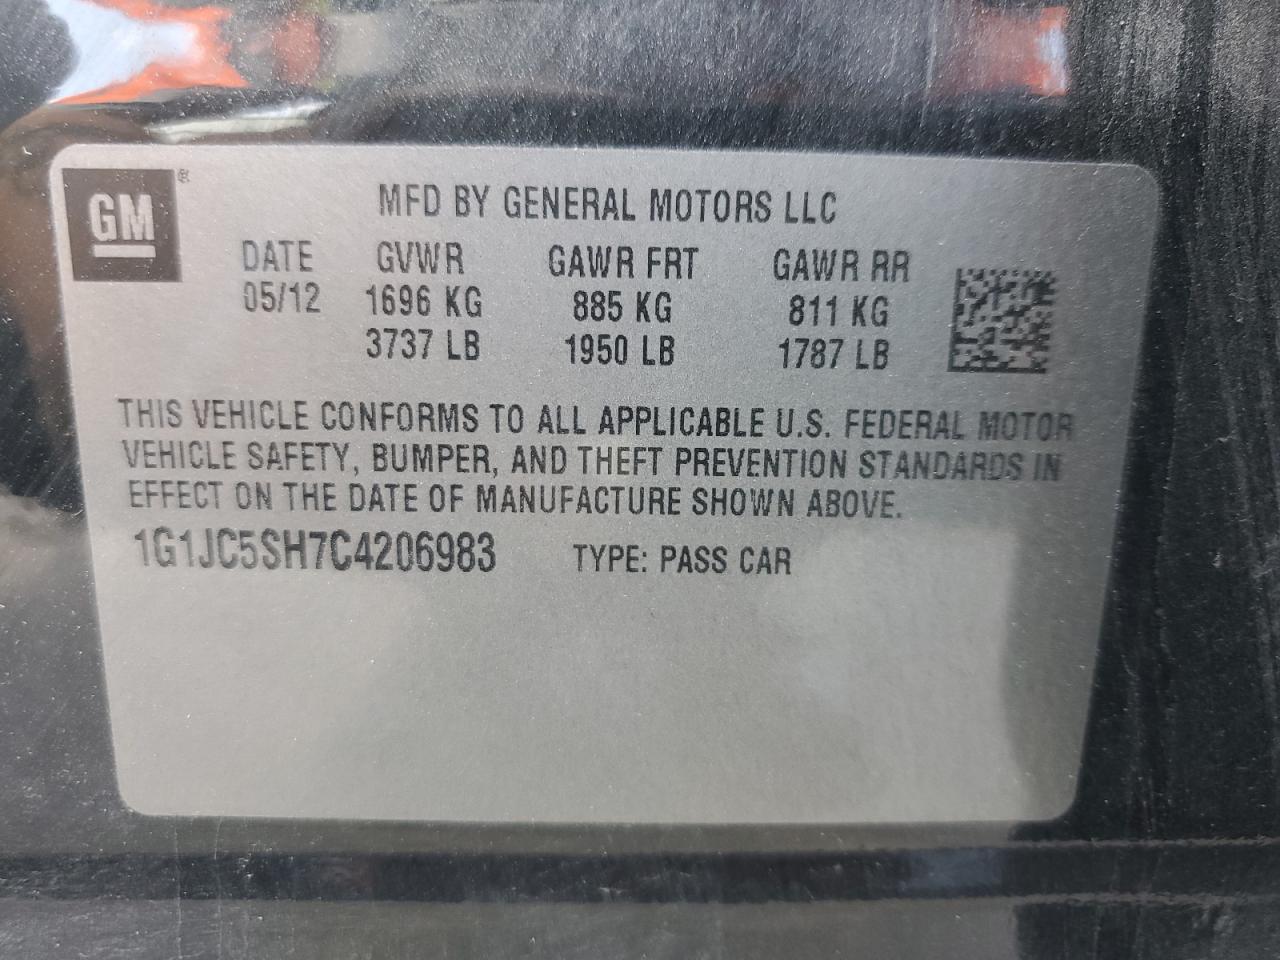 GM®
MFD BY GENERAL MOTORS LLC
DATE GVWR GAWR FRT GAWR RR
05/12 1696 KG 885 KG 811 KG
3737 LB 1950 LB 1787 LB
THIS VEHICLE CONFORMS TO ALL APPLICABLE U.S. FEDERAL MOTOR
VEHICLE SAFETY, BUMPER, AND THEFT PREVENTION STANDARDS IN
EFFECT ON THE DATE OF MANUFACTURE SHOWN ABOVE.
1G1JC5SH7C4206983 TYPE: PASS CAR